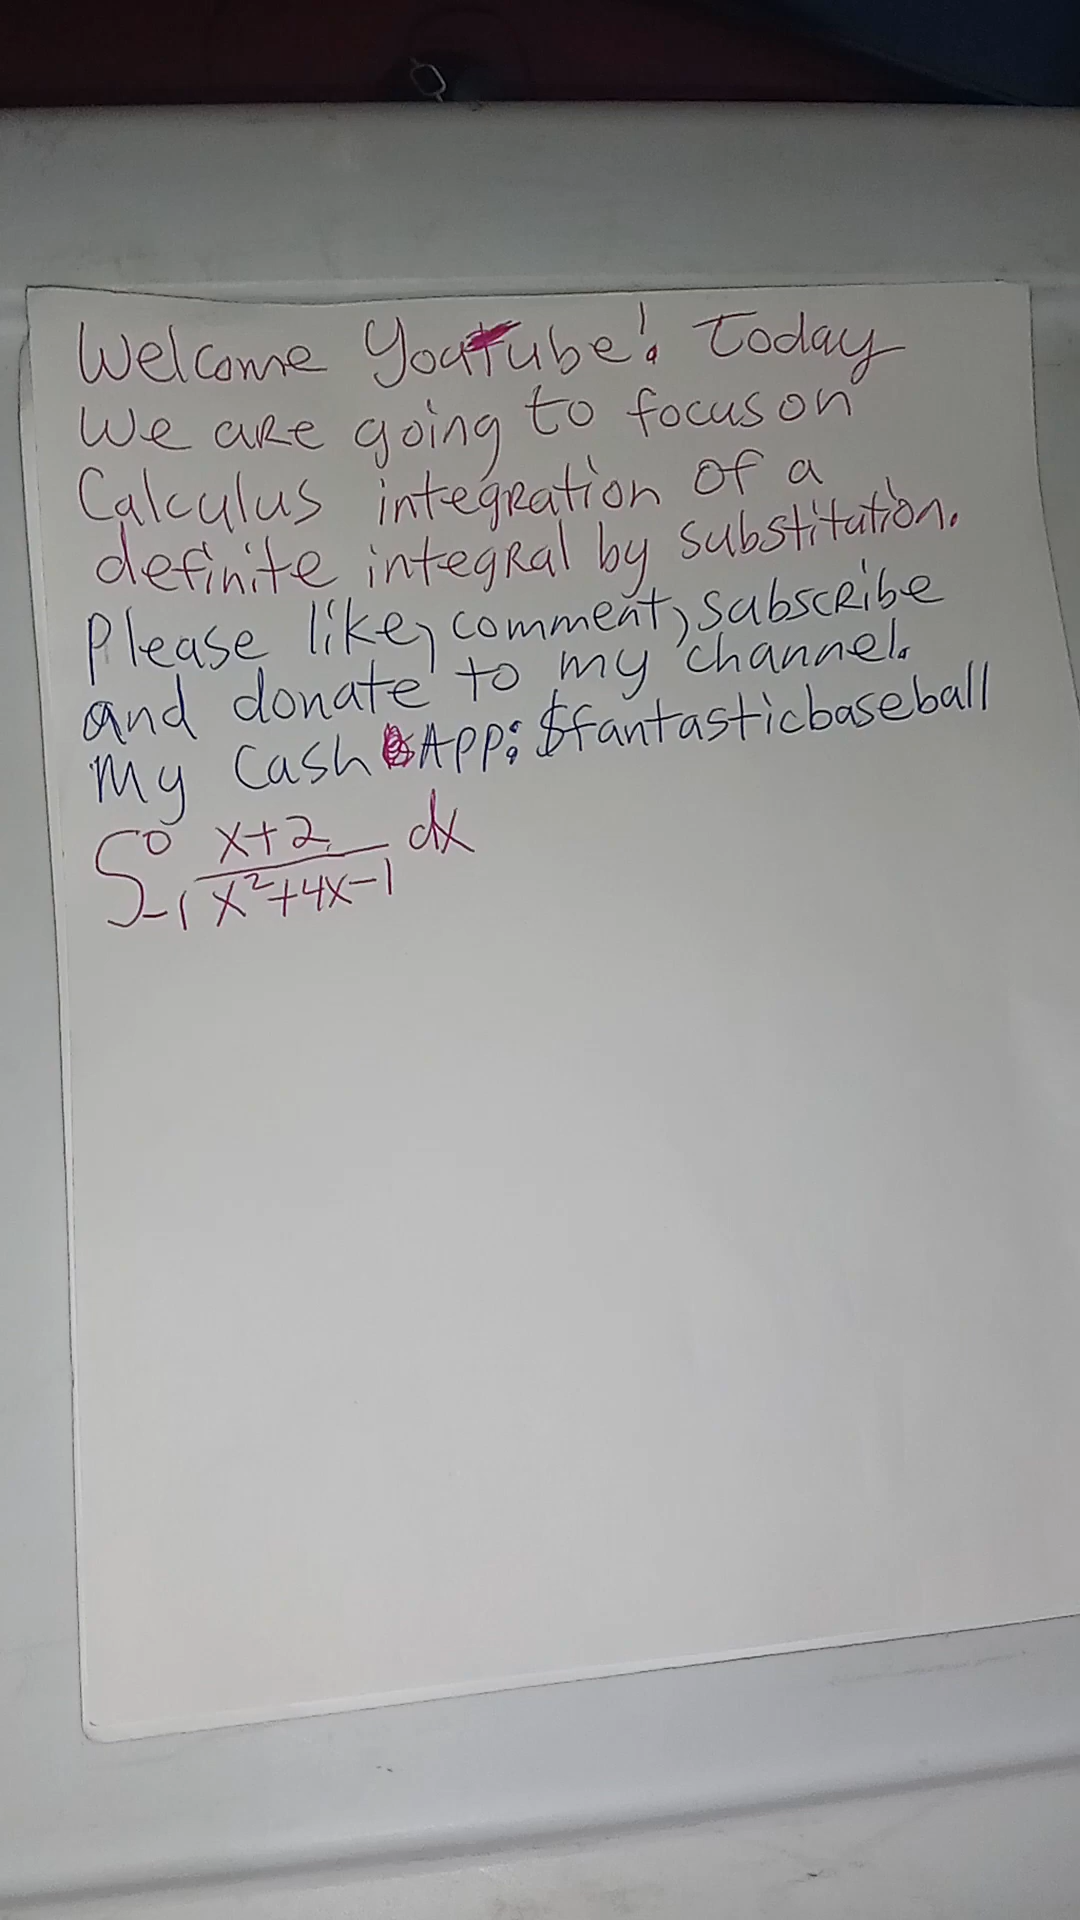 Welcome Youtube! Today
We are going to focus on
Calculus integration of a
definite integral by substitution.
Please like, comment, subscribe
and donate to my channel.
My Cash App: $fantasticbaseball
∫₋₁⁰ (x+2)/(x²+4x-1) dx